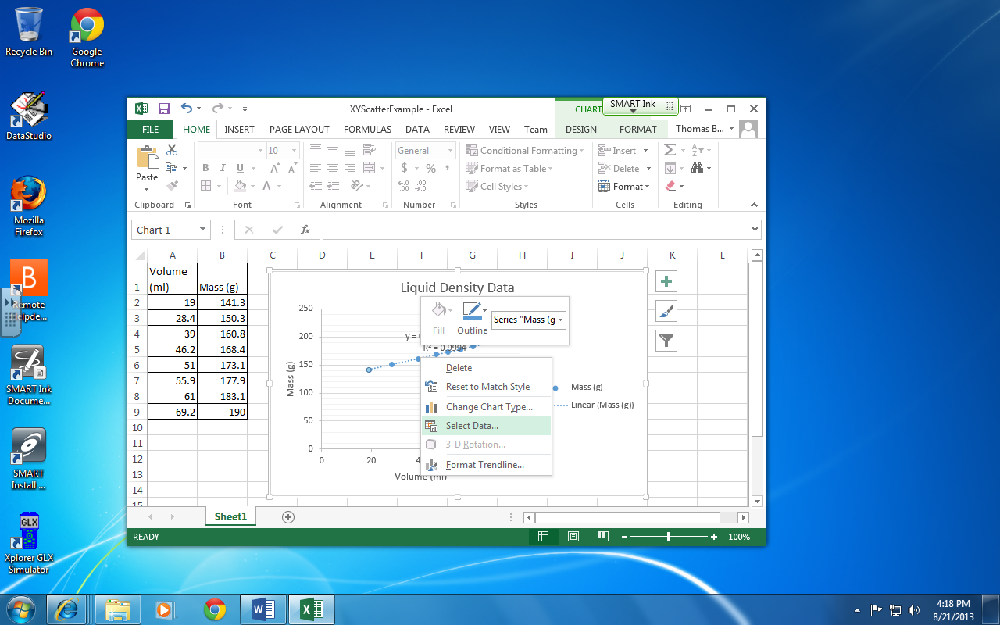 Recycle Bin
Google Chrome
DataStudio
Mozilla Firefox
Remote Helpde...
SMART Ink Docume...
SMART Install ...
GLX
Xplorer GLX Simulator
XYScatterExample - Excel
CHART
SMART Ink
FILE HOME INSERT PAGE LAYOUT FORMULAS DATA REVIEW VIEW Team DESIGN FORMAT Thomas B...
Paste
Clipboard
10
B I U A A
A
Font
Alignment
General
$ % ,
.00 .00
Number
Conditional Formatting
Format as Table
Cell Styles
Styles
Insert
Delete
Format
Cells
Editing
Chart 1
fx
A B C D E F G H I J K L
1 Volume (ml) Mass (g)
2 19 141.3
3 28.4 150.3
4 39 160.8
5 46.2 168.4
6 51 173.1
7 55.9 177.9
8 61 183.1
9 69.2 190
10
11
12
13
14
15
Liquid Density Data
250
200
150
100
50
0
Mass (g)
0 20 4
Volume (ml)
y =
R² = 0.9994
Mass (g)
Linear (Mass (g))
Fill
Outline
Series "Mass (g
Delete
Reset to Match Style
Change Chart Type...
Select Data...
3-D Rotation...
Format Trendline...
Sheet1
READY
100%
4:18 PM
8/21/2013